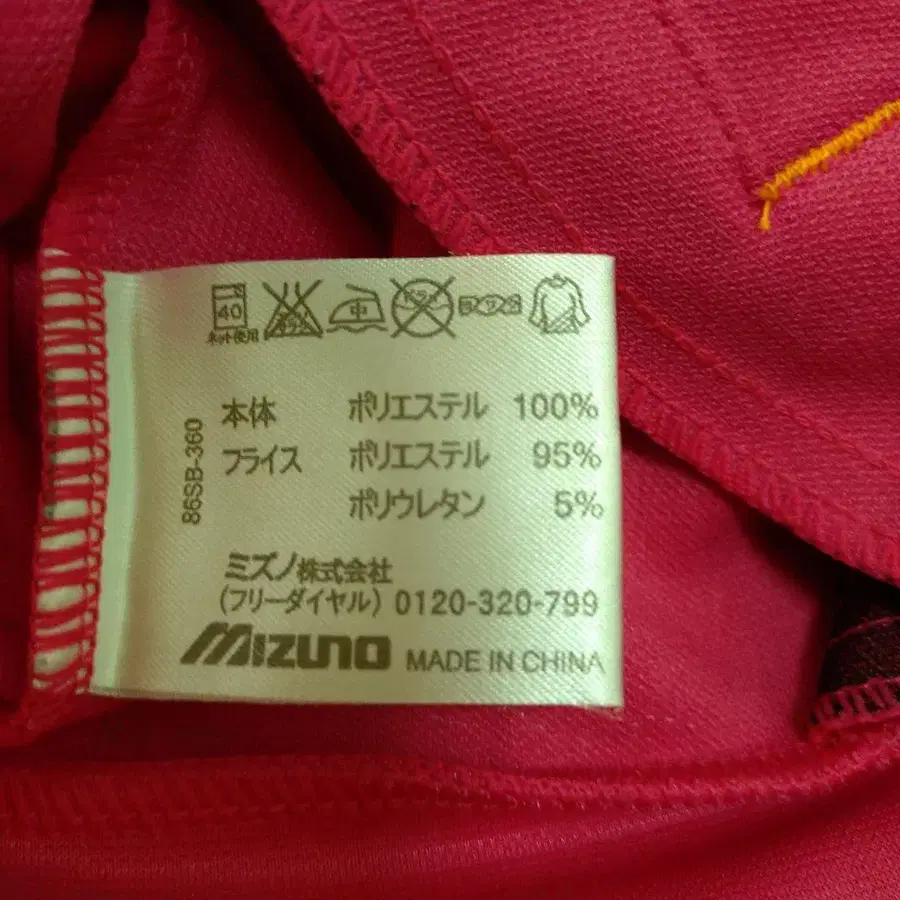 40
ネット使用
中
ドライ
本体 ポリエステル 100%
フライス ポリエステル 95%
ポリウレタン 5%
86SB-360
ミズノ株式会社
(フリーダイヤル) 0120-320-799
MIZUNO MADE IN CHINA